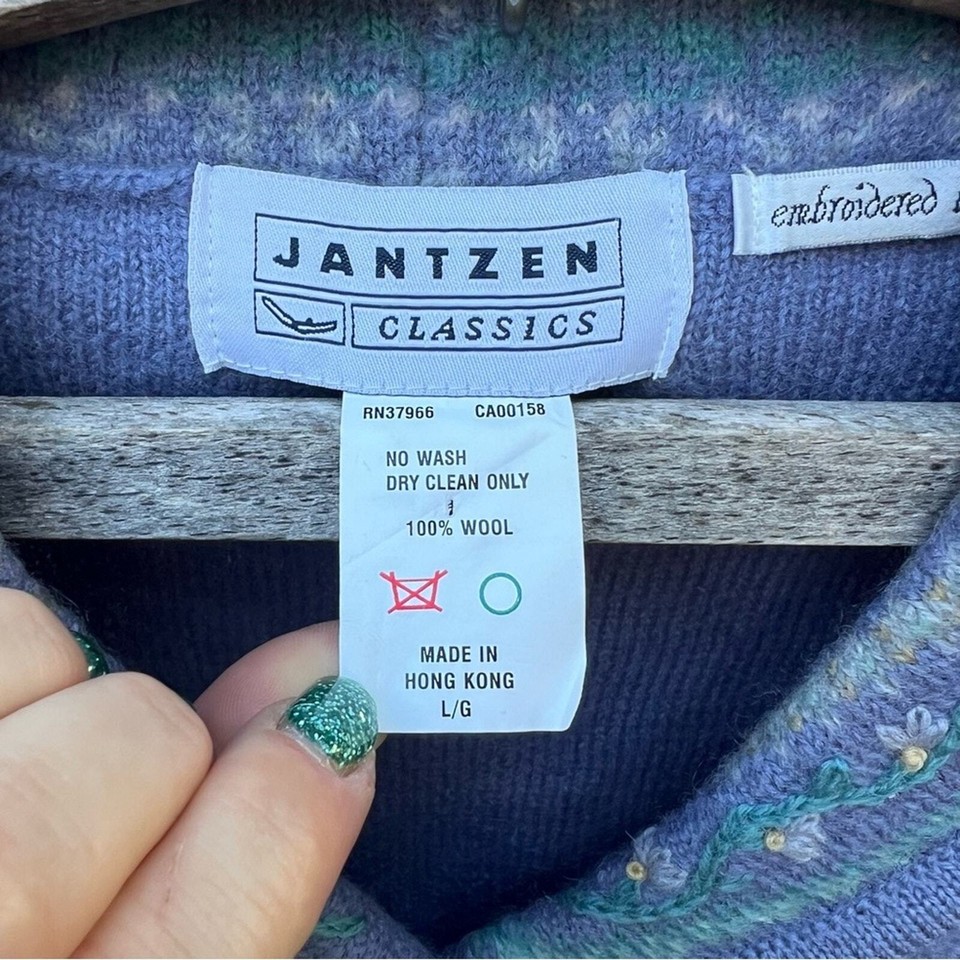 JANTZEN
CLASSICS
embroidered
RN37966 CA00158
NO WASH
DRY CLEAN ONLY
100% WOOL
MADE IN
HONG KONG
L/G